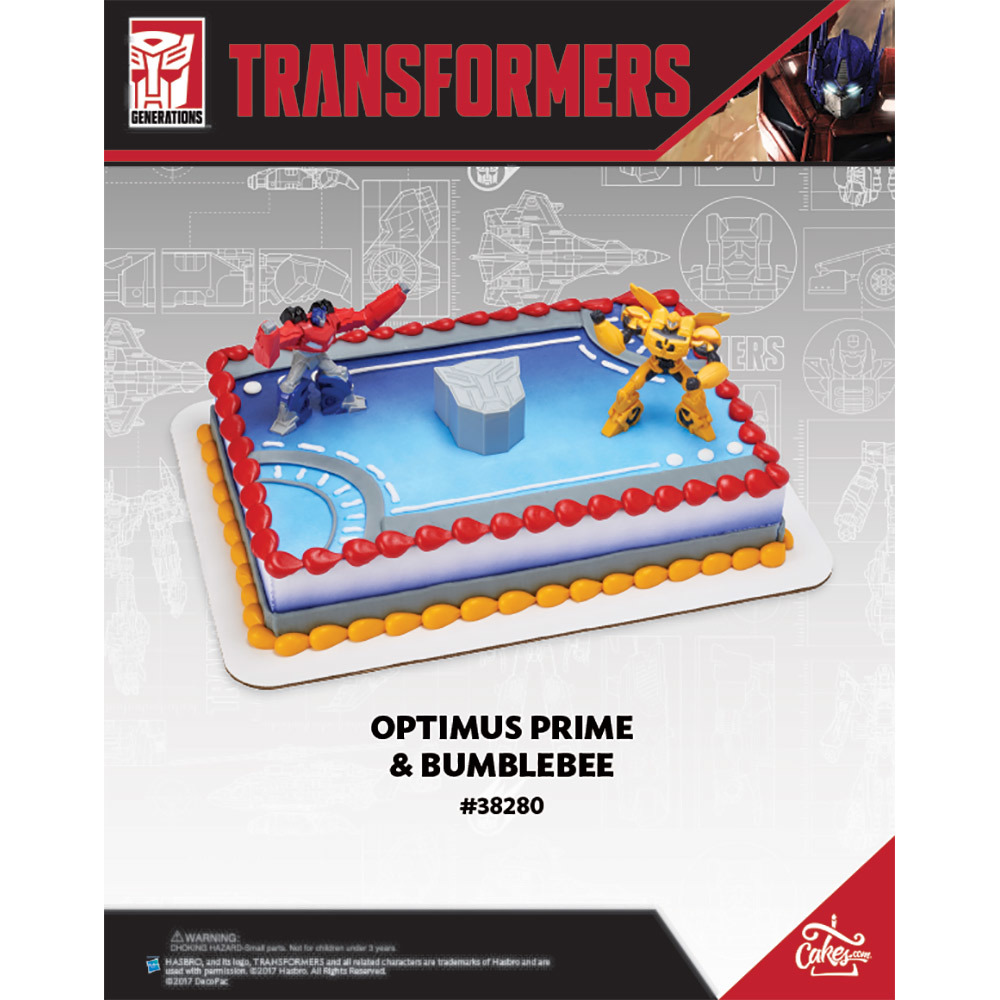 GENERATIONS
TRANSFORMERS
ERS
OPTIMUS PRIME
& BUMBLEBEE
#38280
WARNING:
CHOKING HAZARD-Small parts. Not for children under 3 years.
HASBRO, and its logo, TRANSFORMERS and all related characters are trademarks of Hasbro and are
used with permission. ©2017 Hasbro. All Rights Reserved.
©2017 DecoPac
Cakes.com